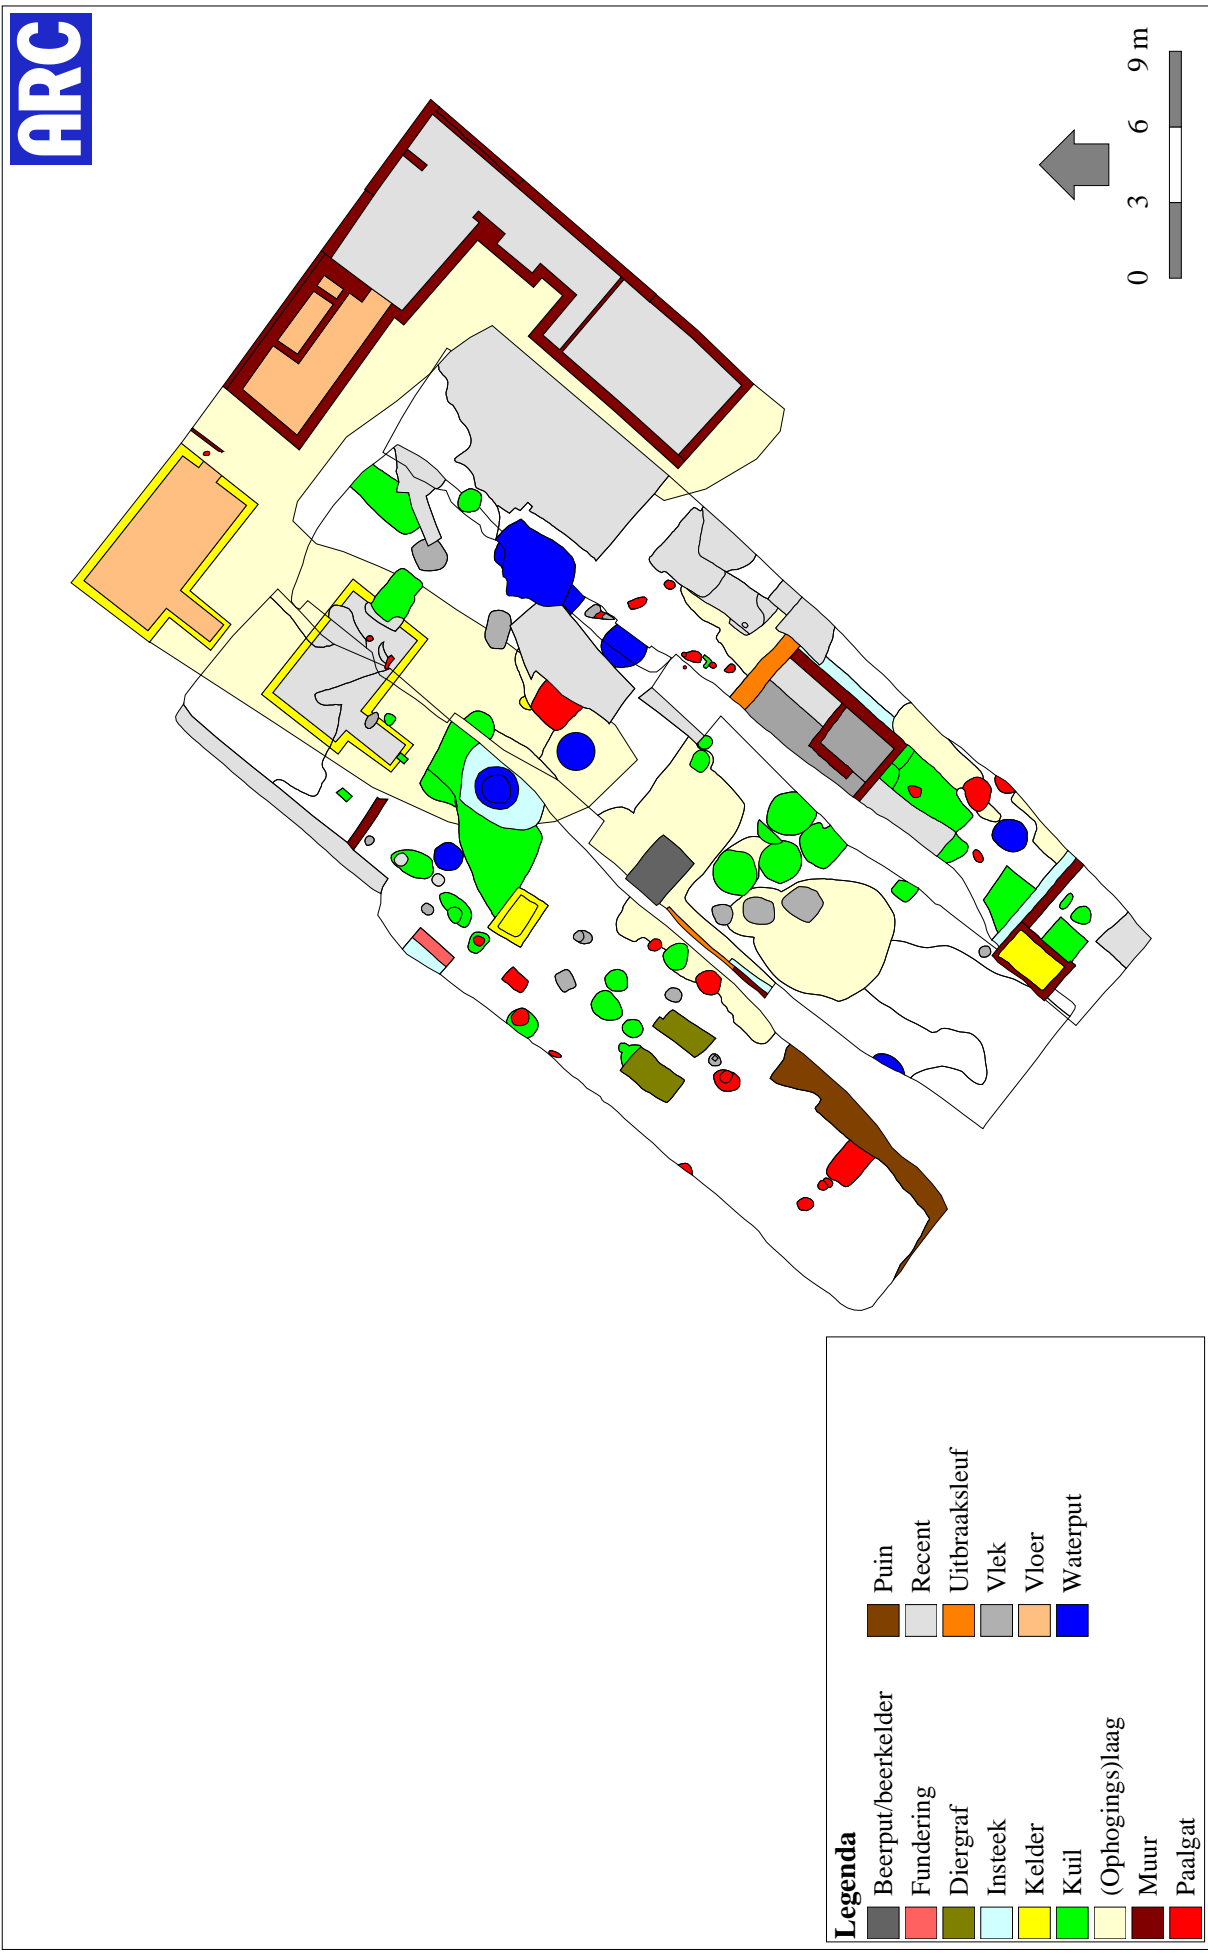 ARC
0 3 6 9 m
Legenda
Beerput/beerkelder
Fundering
Diergraf
Insteek
Kelder
Kuil
(Ophogings)laag
Muur
Paalgat
Puin
Recent
Uitbraaksleuf
Vlek
Vloer
Waterput